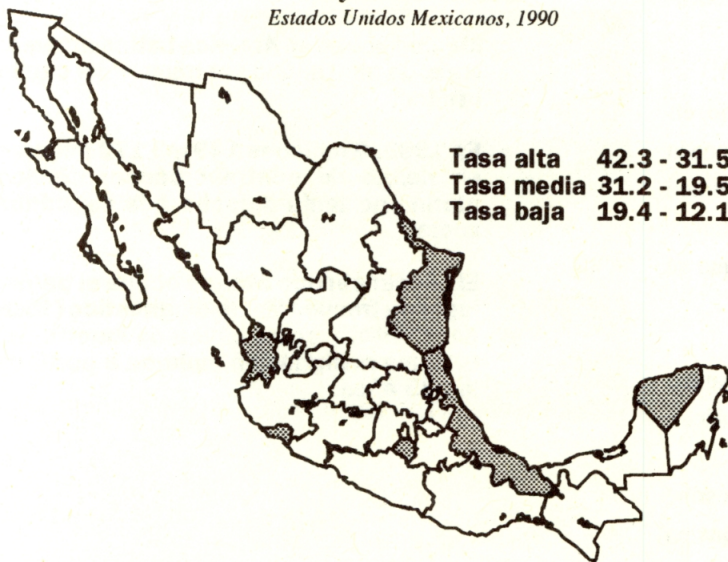 Estados Unidos Mexicanos, 1990
Tasa alta 42.3 - 31.5
Tasa media 31.2 - 19.5
Tasa baja 19.4 - 12.1